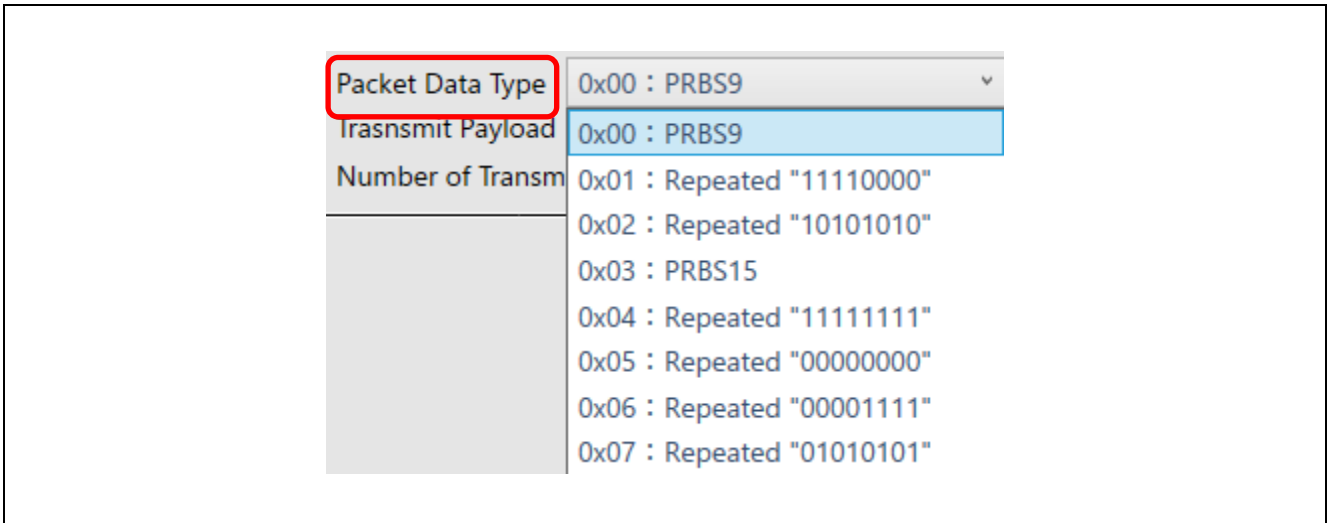 Packet Data Type 0x00：PRBS9
Trasnsmit Payload 0x00：PRBS9
Number of Transm 0x01：Repeated "11110000"
0x02：Repeated "10101010"
0x03：PRBS15
0x04：Repeated "11111111"
0x05：Repeated "00000000"
0x06：Repeated "00001111"
0x07：Repeated "01010101"